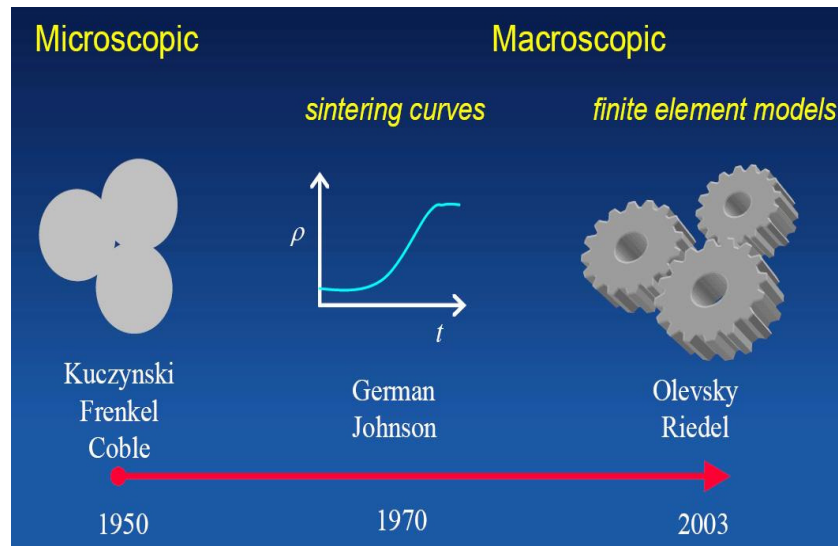 Microscopic
Macroscopic
sintering curves
finite element models
ρ
t
Kuczynski
Frenkel
Coble
German
Johnson
Olevsky
Riedel
1950
1970
2003